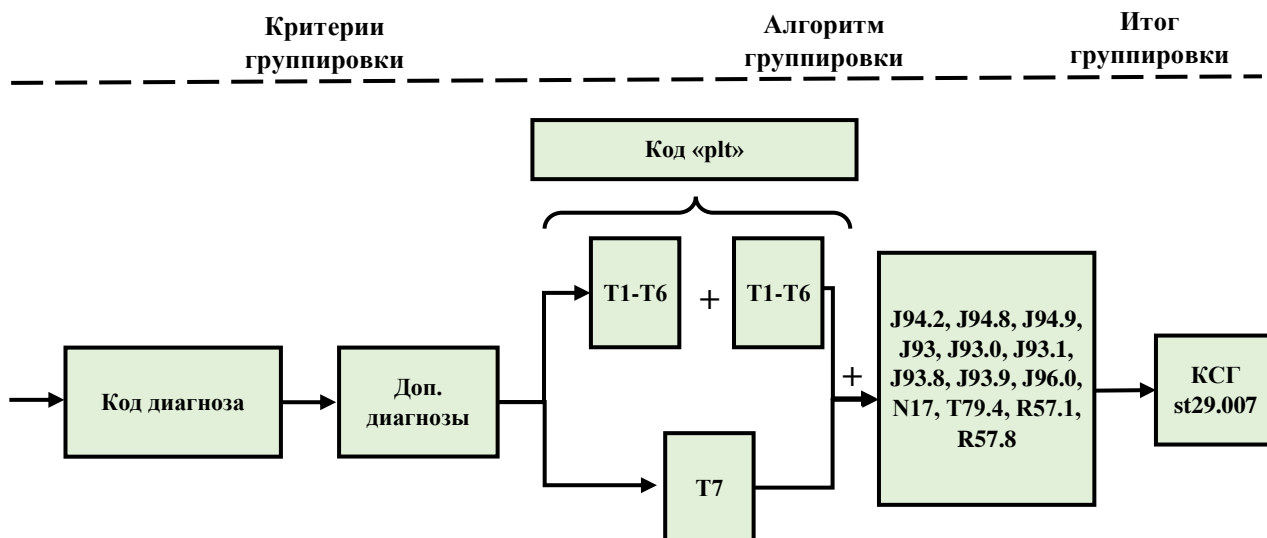 Критерии
группировки
Алгоритм
группировки
Итог
группировки
Код «plt»
T1-T6
+
T1-T6
Код диагноза
Доп.
диагнозы
T7
+
J94.2, J94.8, J94.9,
J93, J93.0, J93.1,
J93.8, J93.9, J96.0,
N17, T79.4, R57.1,
R57.8
КСГ
st29.007